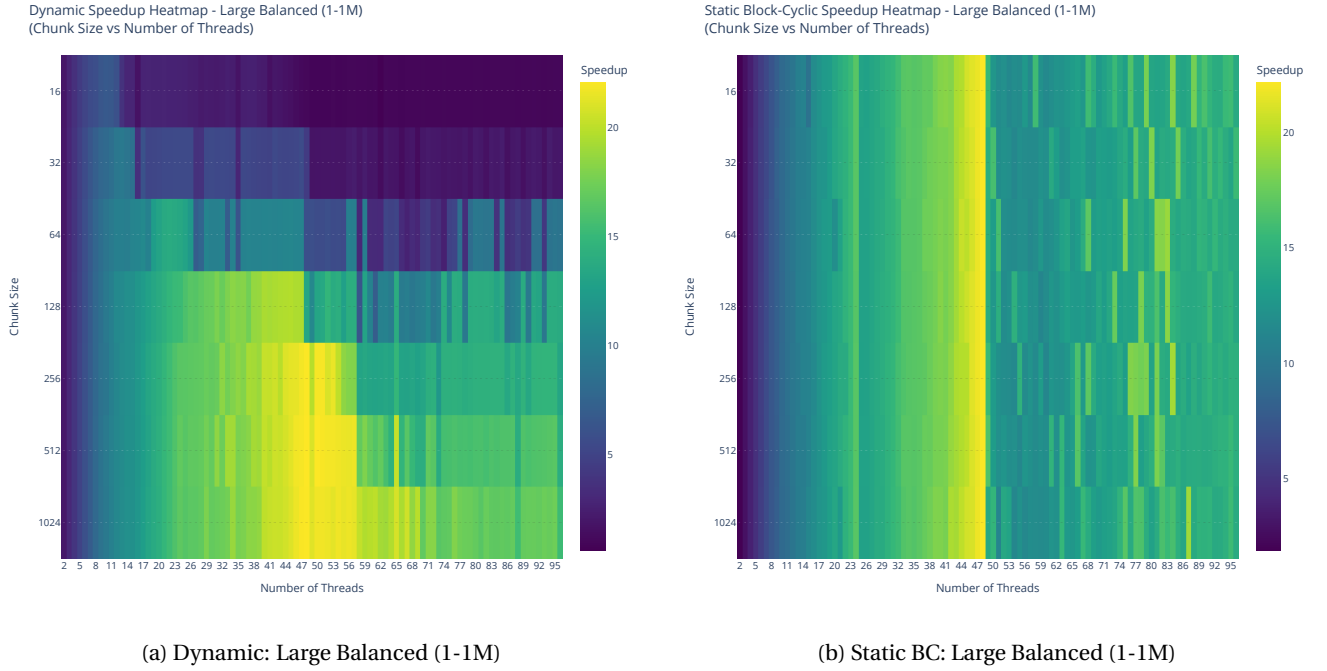 Dynamic Speedup Heatmap - Large Balanced (1-1M)
(Chunk Size vs Number of Threads)
Speedup
16
32
64
128
256
512
1024
Chunk Size
20
15
10
5
2 5 8 11 14 17 20 23 26 29 32 35 38 41 44 47 50 53 56 59 62 65 68 71 74 77 80 83 86 89 92 95
Number of Threads
(a) Dynamic: Large Balanced (1-1M)
Static Block-Cyclic Speedup Heatmap - Large Balanced (1-1M)
(Chunk Size vs Number of Threads)
Speedup
16
32
64
128
256
512
1024
Chunk Size
20
15
10
5
2 5 8 11 14 17 20 23 26 29 32 35 38 41 44 47 50 53 56 59 62 65 68 71 74 77 80 83 86 89 92 95
Number of Threads
(b) Static BC: Large Balanced (1-1M)